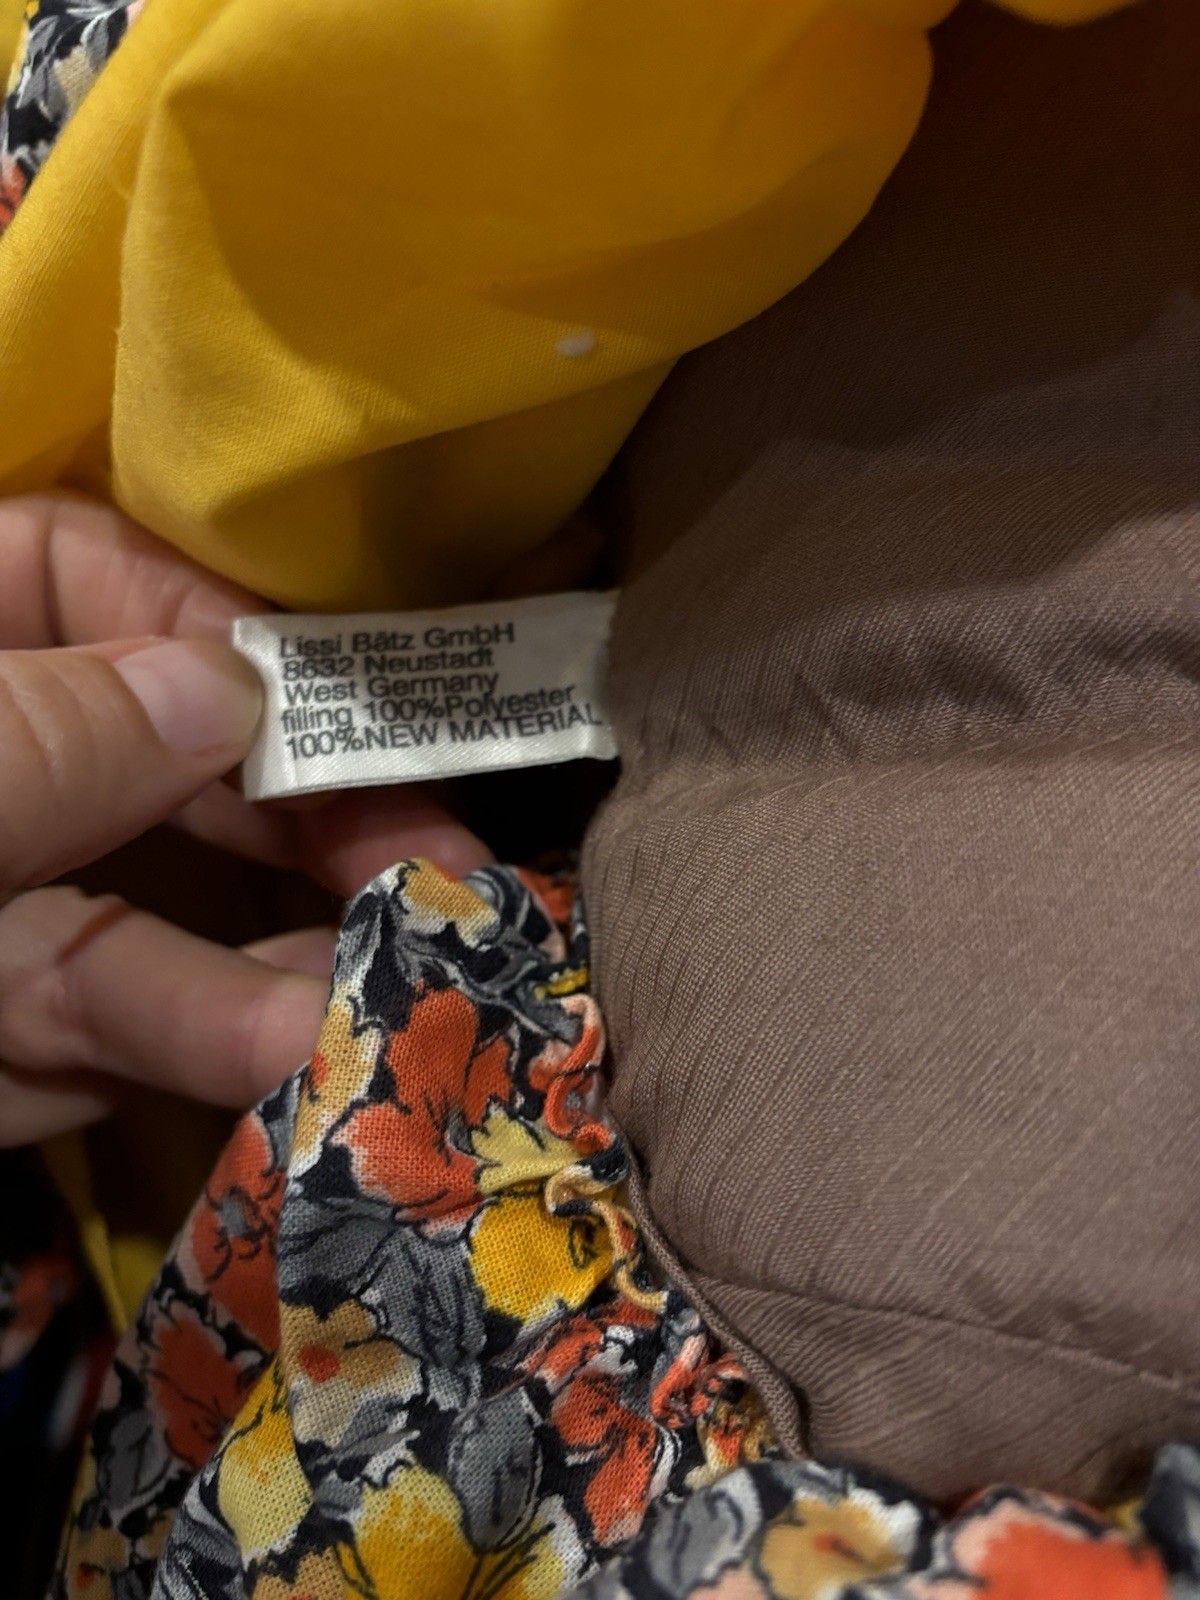 Lissi Bätz GmbH
8632 Neustadt
West Germany
filling 100%Polyester
100%NEW MATERIAL